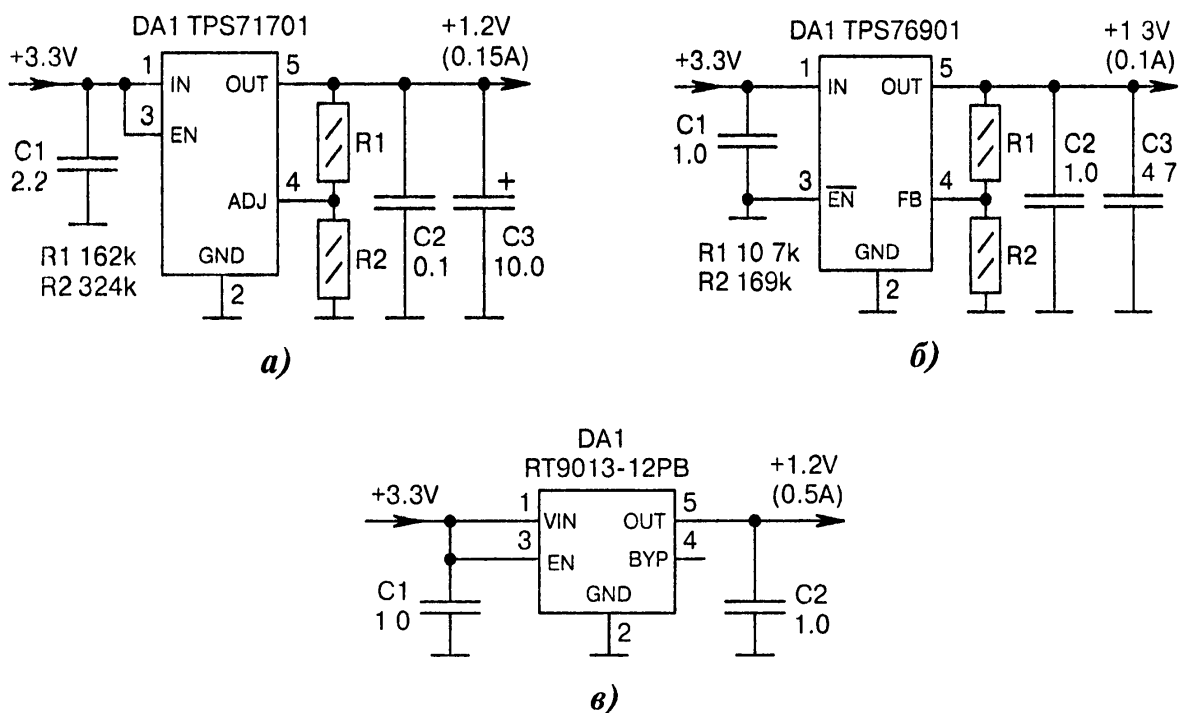 DA1 TPS71701
+3.3V
+1.2V
(0.15A)
1
IN
OUT
5
3
EN
R1
C1
2.2
4
ADJ
+
C2
0.1
C3
10.0
GND
R2
2
R1 162k
R2 324k
а)
DA1 TPS76901
+3.3V
+1 3V
(0.1A)
1
IN
OUT
5
C1
1.0
R1
C2
1.0
C3
4 7
3
EN
FB
4
GND
R2
2
R1 10 7k
R2 169k
б)
DA1
RT9013-12PB
+3.3V
+1.2V
(0.5A)
1
VIN
OUT
5
3
EN
BYP
4
C1
1 0
GND
2
C2
1.0
в)